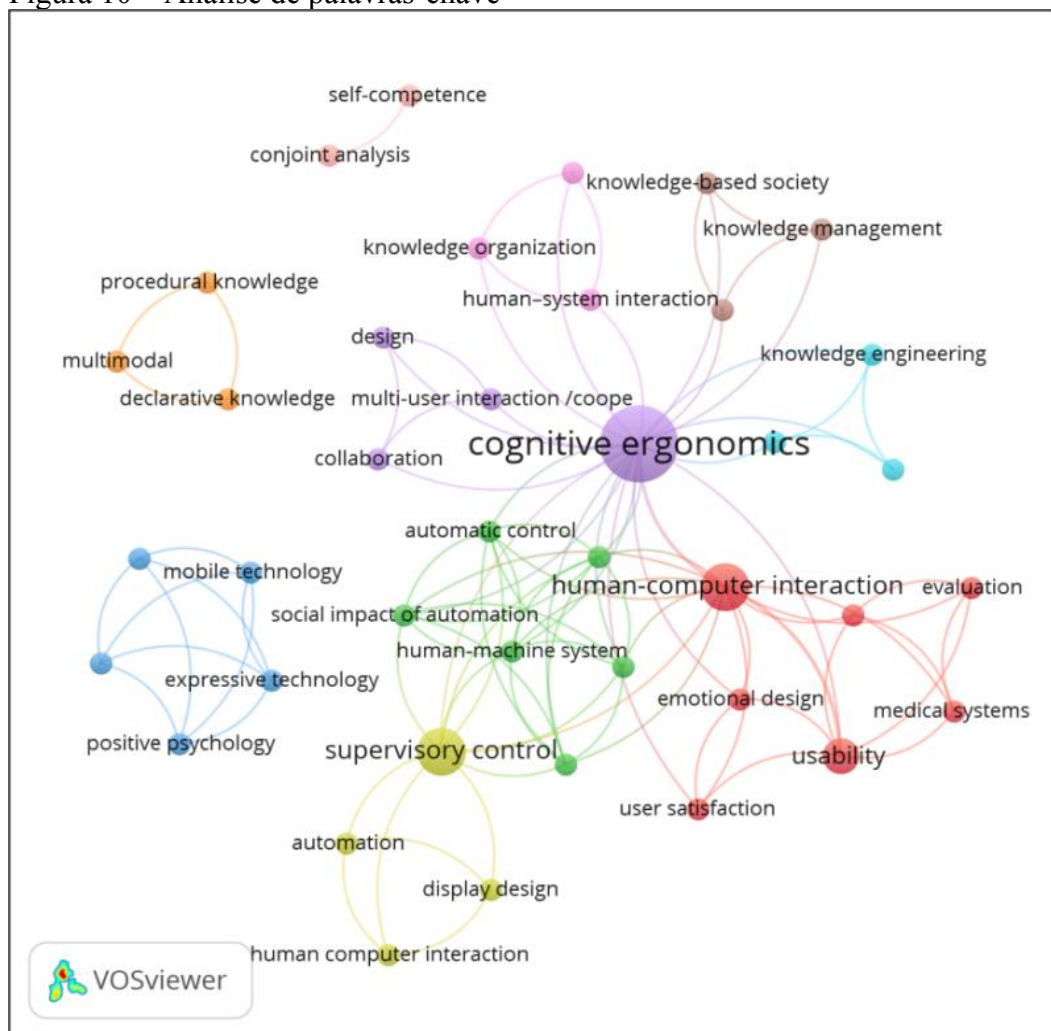 Figura 10 – Análise de palavras-chave
self-competence
conjoint analysis
knowledge-based society
knowledge management
knowledge organization
human–system interaction
procedural knowledge
multimodal
declarative knowledge
design
multi-user interaction /coope
collaboration
knowledge engineering
cognitive ergonomics
automatic control
mobile technology
social impact of automation
human-machine system
expressive technology
positive psychology
human-computer interaction
evaluation
emotional design
medical systems
usability
user satisfaction
supervisory control
automation
display design
human computer interaction
VOSviewer